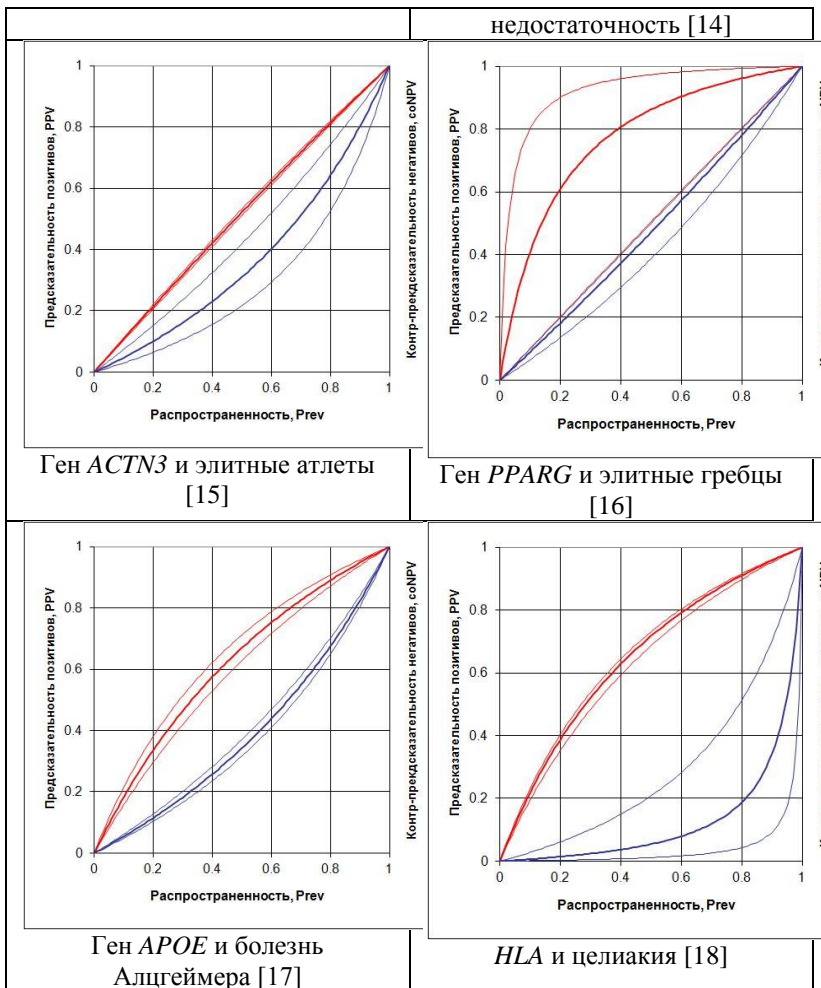 недостаточность [14]
Предсказательность позитивов, PPV
1
0.8
0.6
0.4
0.2
0
0 0.2 0.4 0.6 0.8 1
Распространенность, Prev
Контр-прекдсказательность негативов, coNPV
Ген ACTN3 и элитные атлеты
[15]
Предсказательность позитивов, PPV
1
0.8
0.6
0.4
0.2
0
0 0.2 0.4 0.6 0.8 1
Распространенность, Prev
Ген PPARG и элитные гребцы
[16]
Предсказательность позитивов, PPV
1
0.8
0.6
0.4
0.2
0
0 0.2 0.4 0.6 0.8 1
Распространенность, Prev
Контр-прекдсказательность негативов, coNPV
Ген APOE и болезнь
Алцгеймера [17]
Предсказательность позитивов, PPV
1
0.8
0.6
0.4
0.2
0
0 0.2 0.4 0.6 0.8 1
Распространенность, Prev
HLA и целиакия [18]